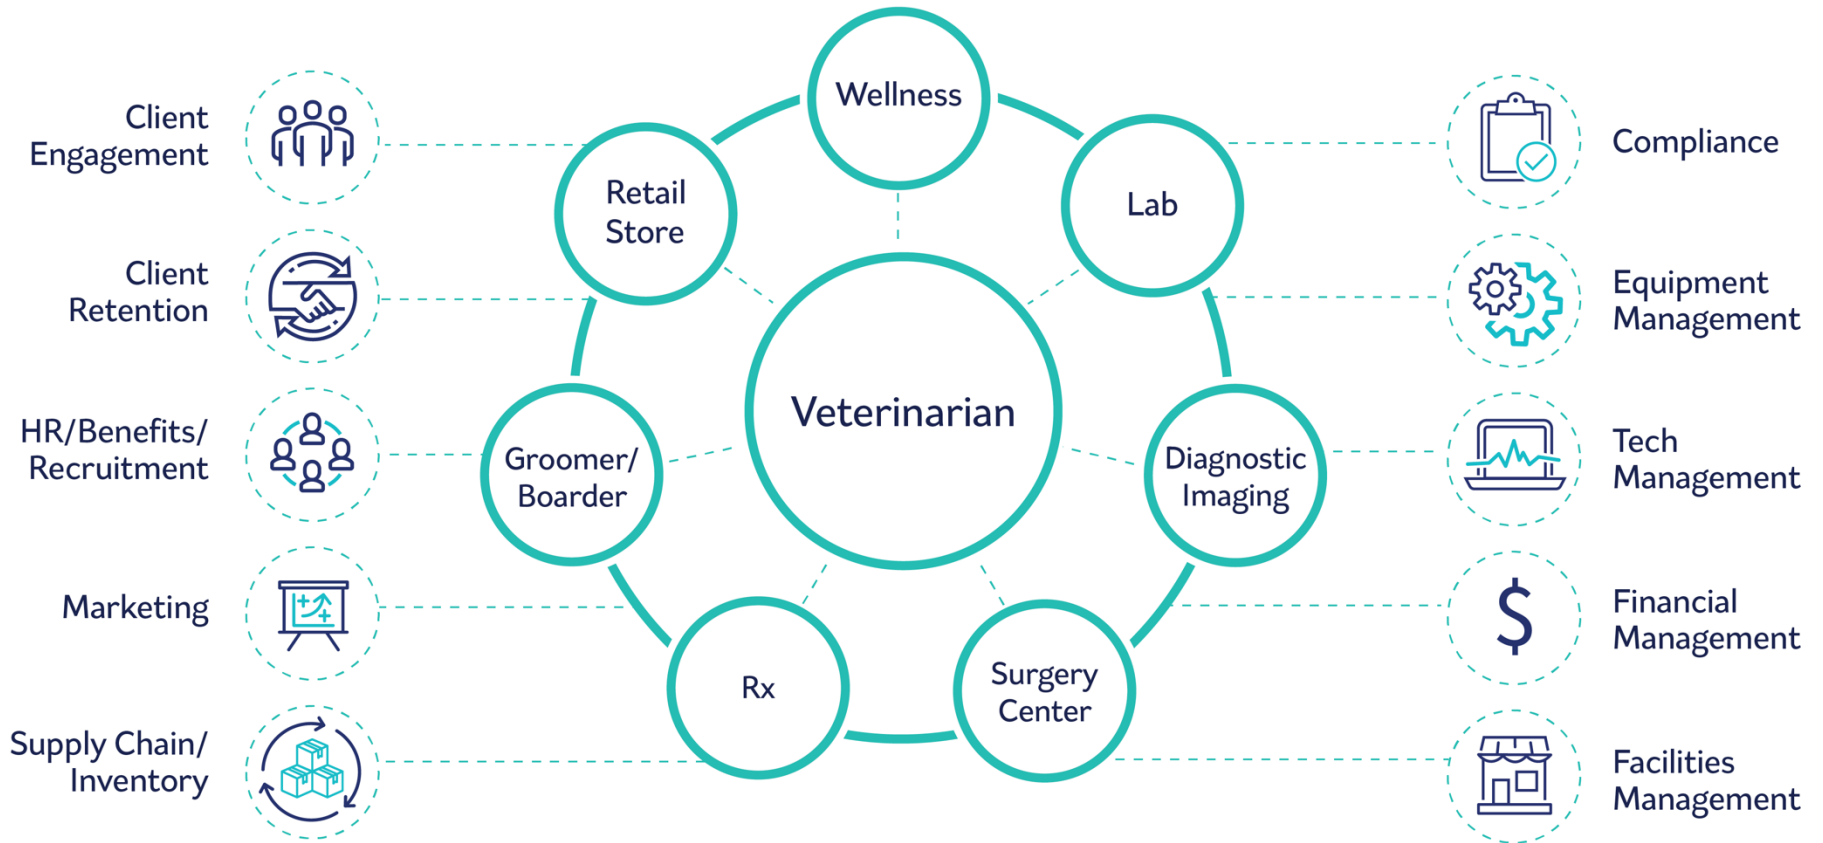 Client
Engagement
Client
Retention
HR/Benefits/
Recruitment
Marketing
Supply Chain/
Inventory
Wellness
Retail
Store
Lab
Veterinarian
Groomer/
Boarder
Diagnostic
Imaging
Rx
Surgery
Center
Compliance
Equipment
Management
Tech
Management
$
Financial
Management
Facilities
Management